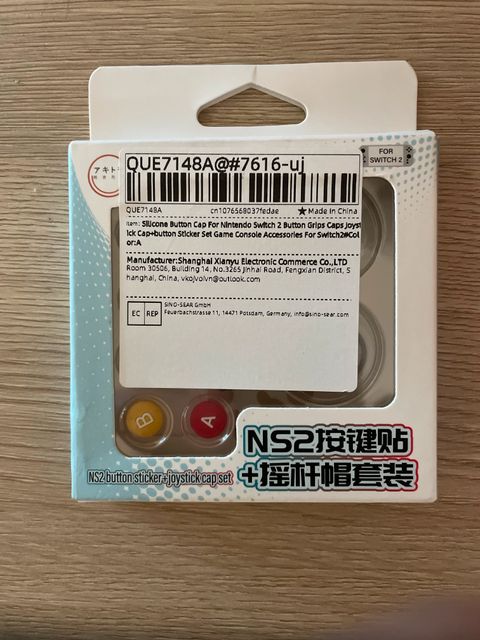 アキト
FOR
SWITCH 2
QUE7148A@#7616-uj
QUE7148A
cn1076568037fedae
★Made In China
Item: Silicone Button Cap For Nintendo Switch 2 Button Grips Caps Joyst
ick Cap+button Sticker Set Game Console Accessories For Switch2#Col
or:A
Manufacturer:Shanghai Xianyu Electronic Commerce Co.,LTD
Room 30506, Building 14, No.3265 Jinhai Road, Fengxian District, S
hanghai, China, vkojvolvn@outlook.com
EC REP
SINO-SEAR GmbH
Feuerbachstrasse 11, 14471 Potsdam, Germany, info@sino-sear.com
B
A
NS2按键贴
+摇杆帽套装
NS2 button sticker+joystick cap set